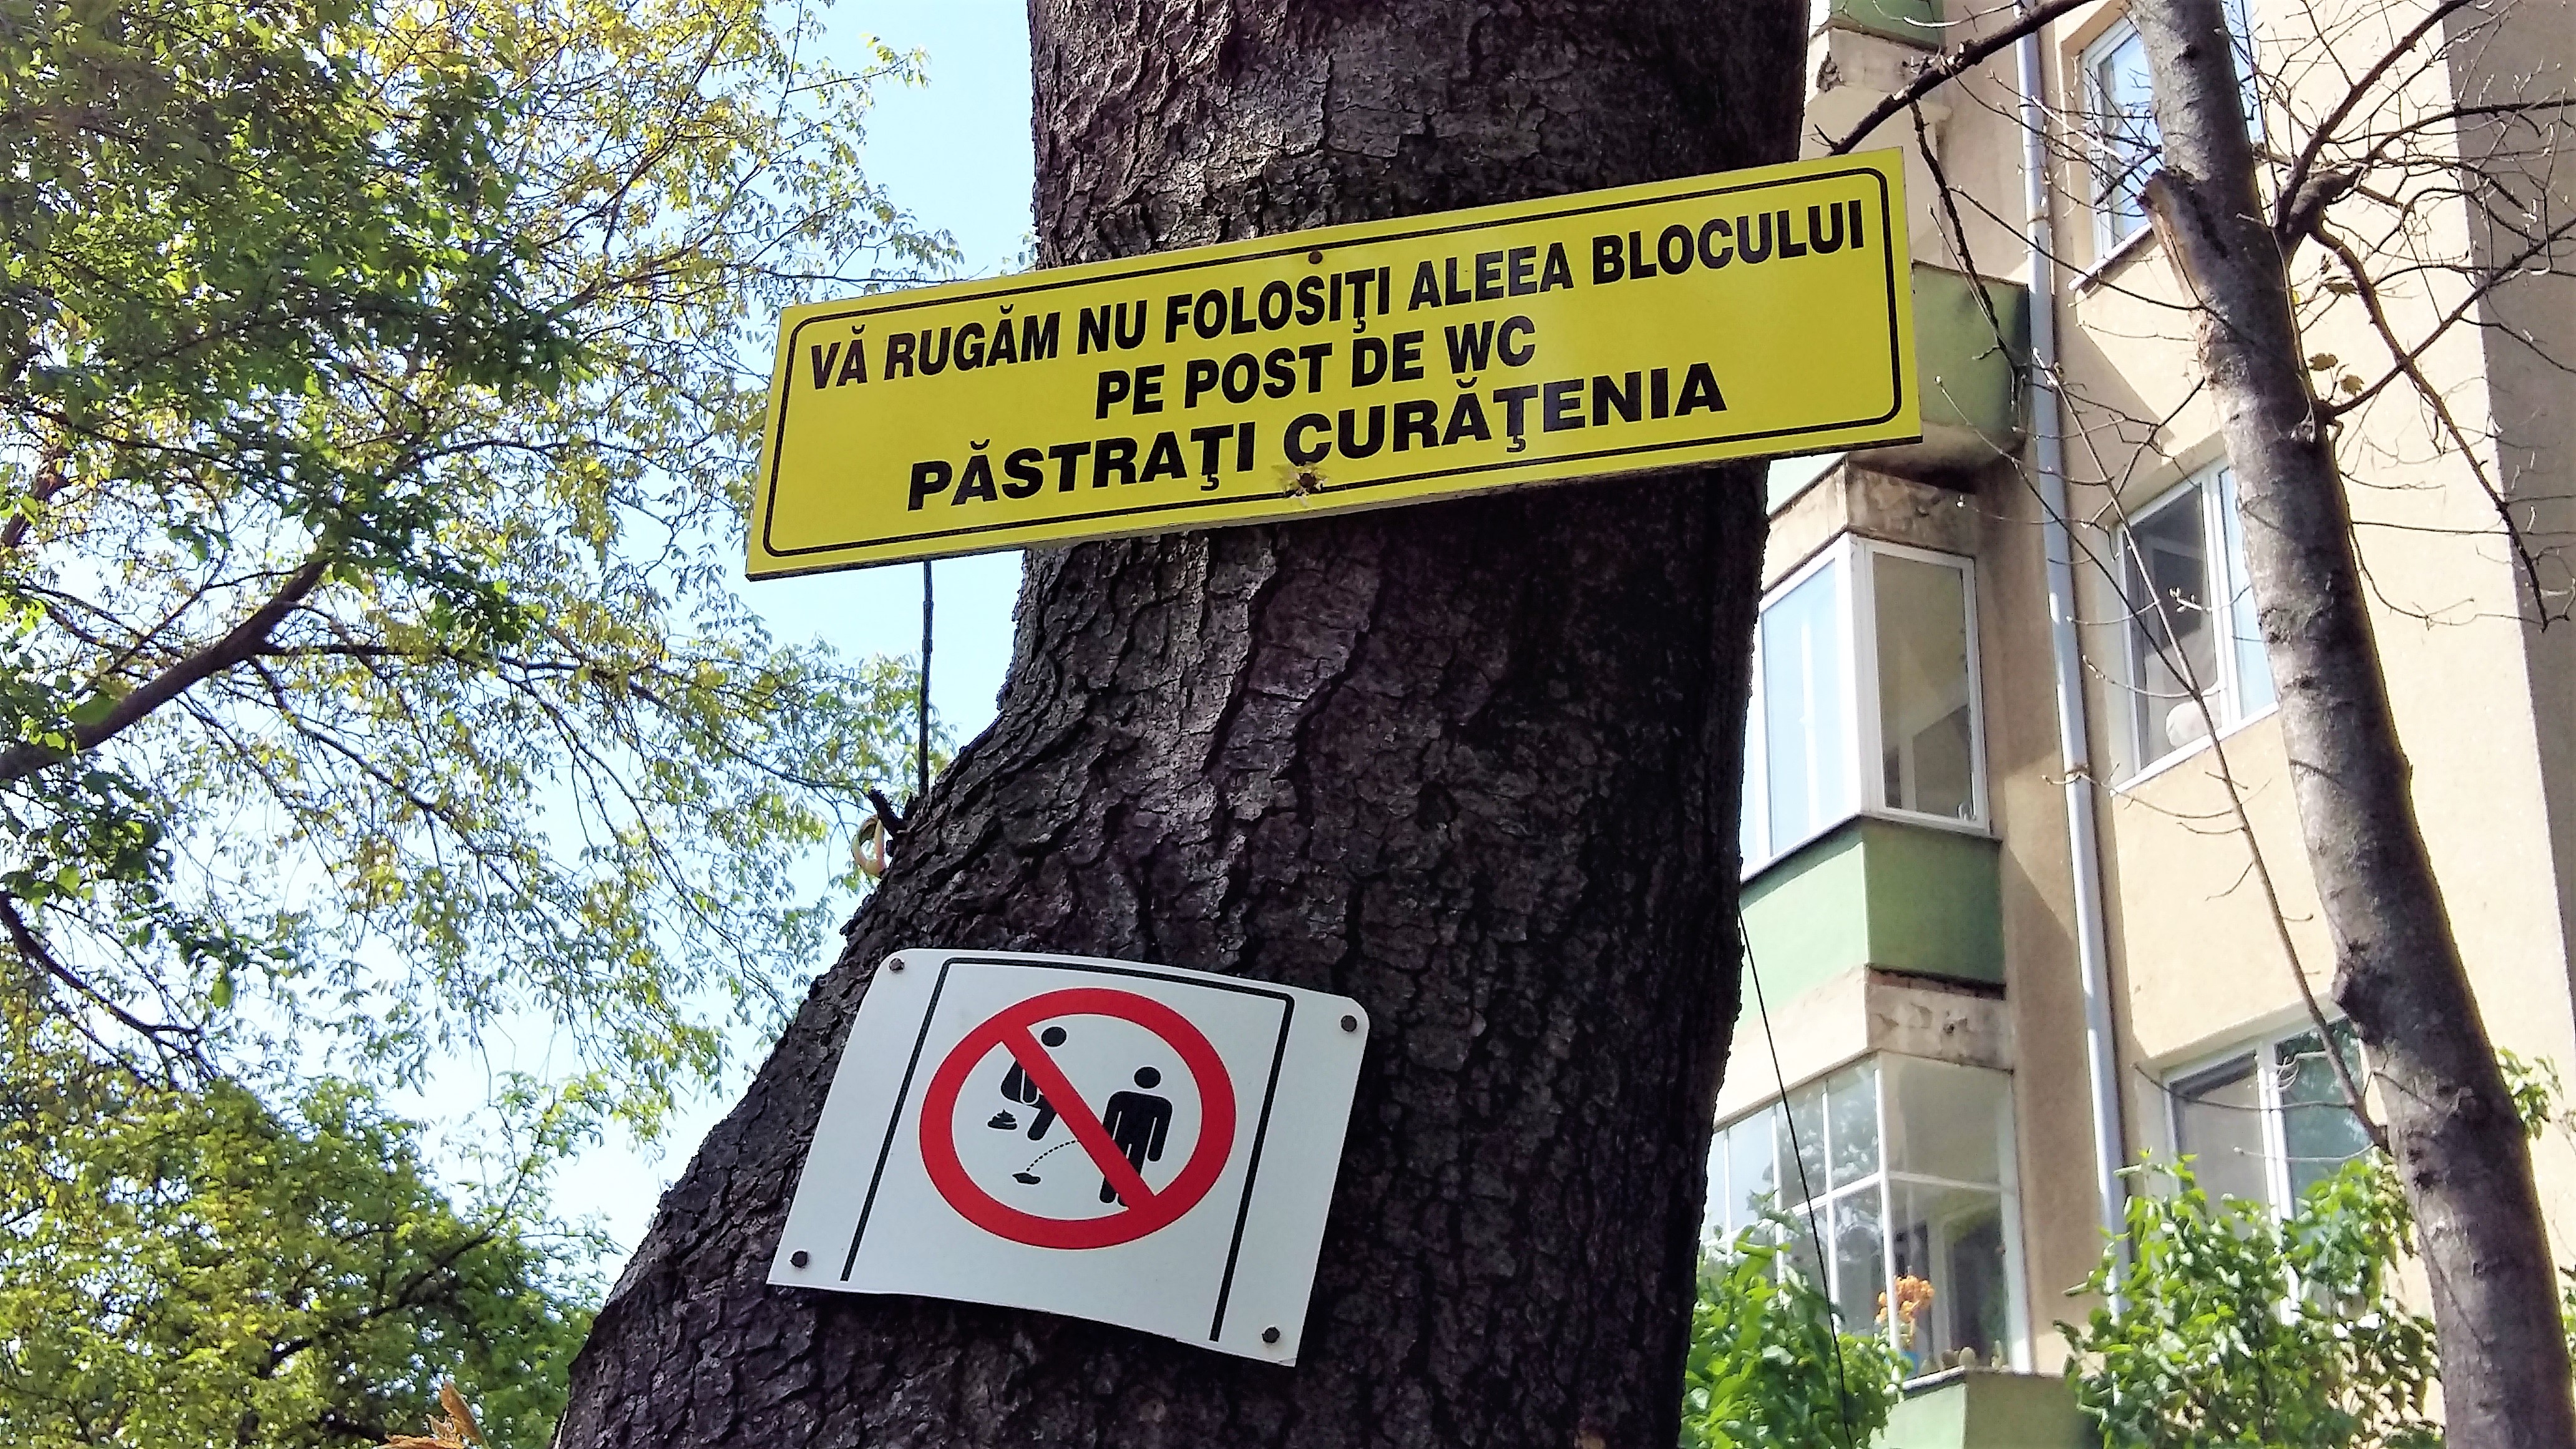 VĂ RUGĂM NU FOLOSIŢI ALEEA BLOCULUI
PE POST DE WC
PĂSTRAŢI CURĂŢENIA